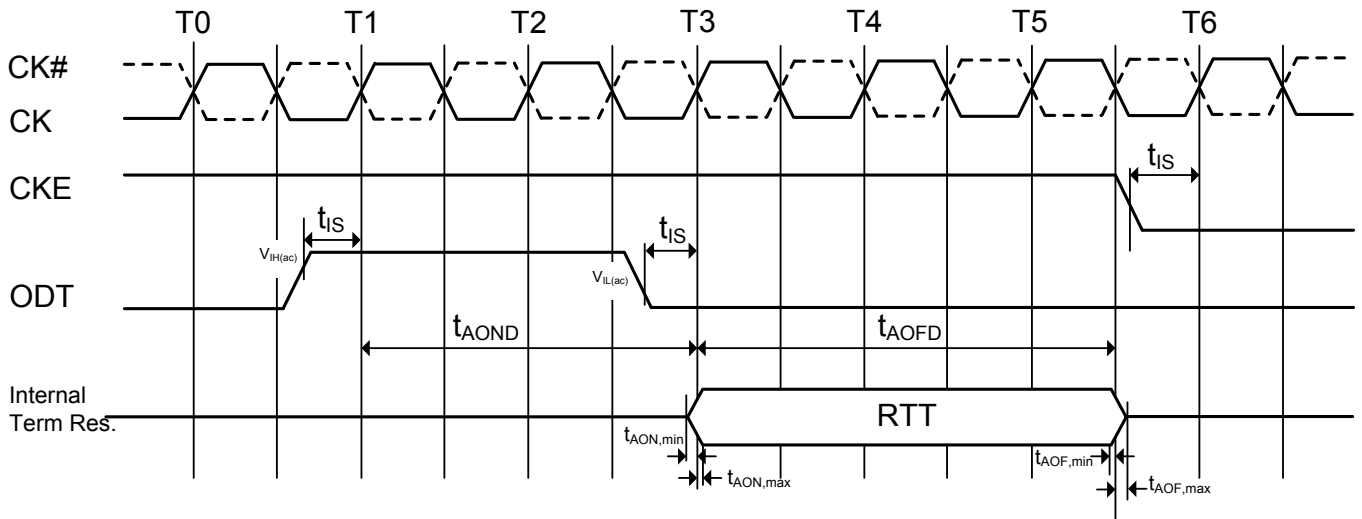 T0 T1 T2 T3 T4 T5 T6
CK#
CK
CKE
tIS
tIS
tIS
VIH(ac)
VIL(ac)
ODT
tAOND
tAOFD
Internal
Term Res.
RTT
tAON,min
tAOF,min
tAON,max
tAOF,max